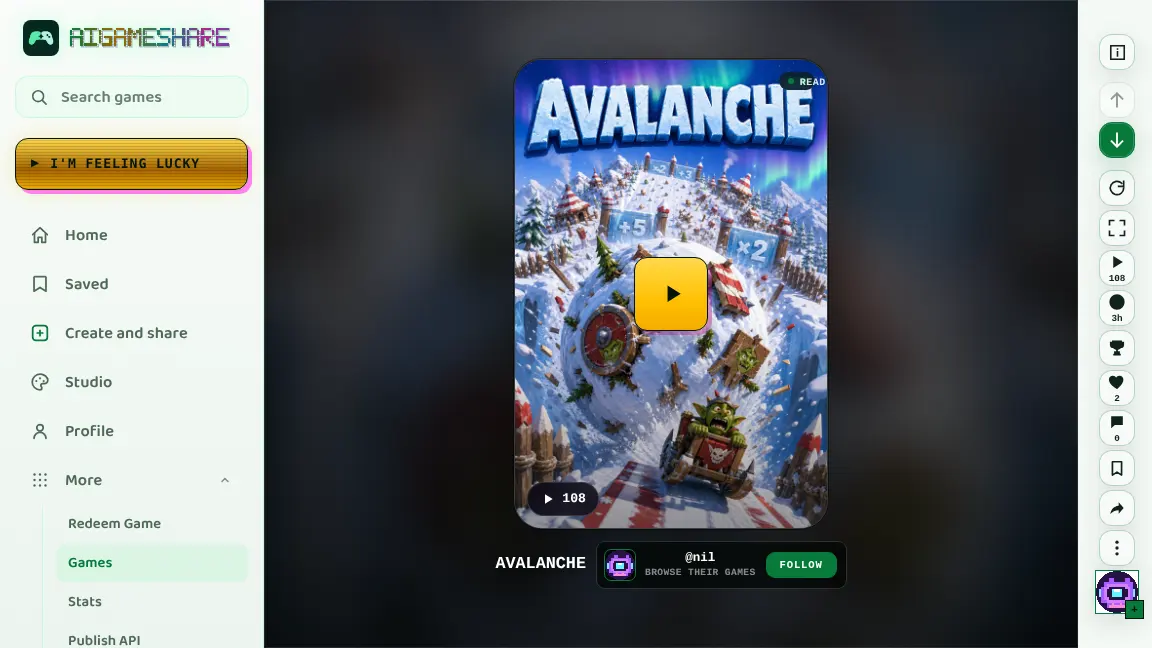 AIGAMESHARE
Search games
I'M FEELING LUCKY
Home
Saved
Create and share
Studio
Profile
More
Redeem Game
Games
Stats
Publish API
READ
AVALANCHE
+5
×2
108
AVALANCHE
@nil
BROWSE THEIR GAMES
FOLLOW
108
3h
2
0